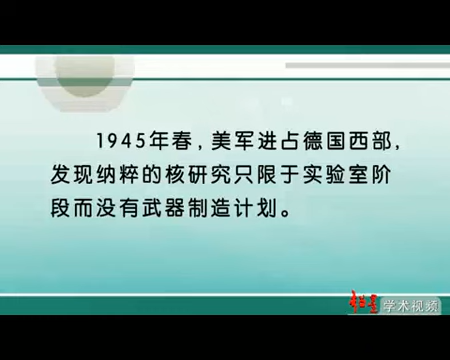 1945年春，美军进占德国西部，
发现纳粹的核研究只限于实验室阶
段而没有武器制造计划。
超星学术视频